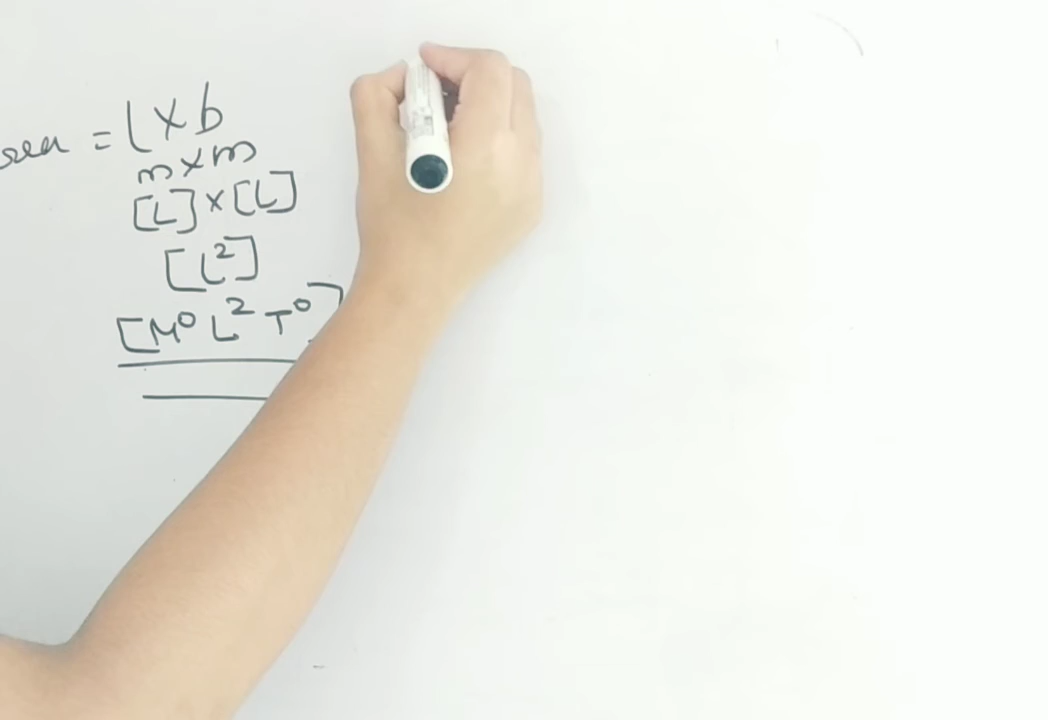 = l × b
m × m
[L] × [L]
[L²]
[M⁰ L² T⁰]